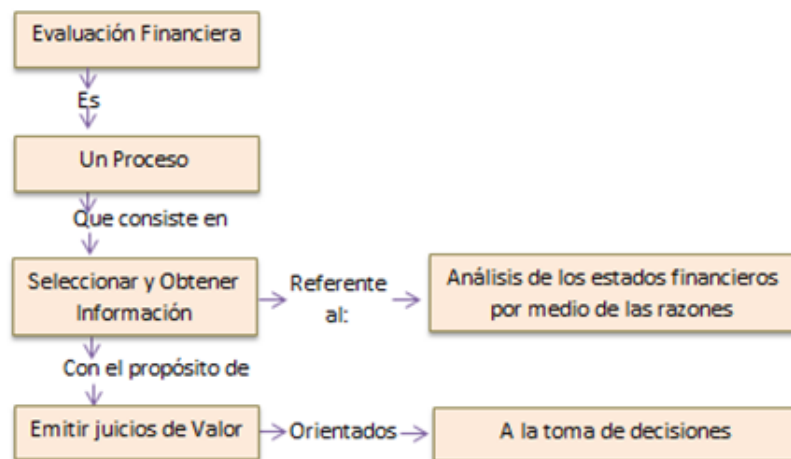 Evaluación Financiera
Es
Un Proceso
Que consiste en
Seleccionar y Obtener
Información
Referente
al:
Análisis de los estados financieros
por medio de las razones
Con el propósito de
Emitir juicios de Valor
Orientados
A la toma de decisiones